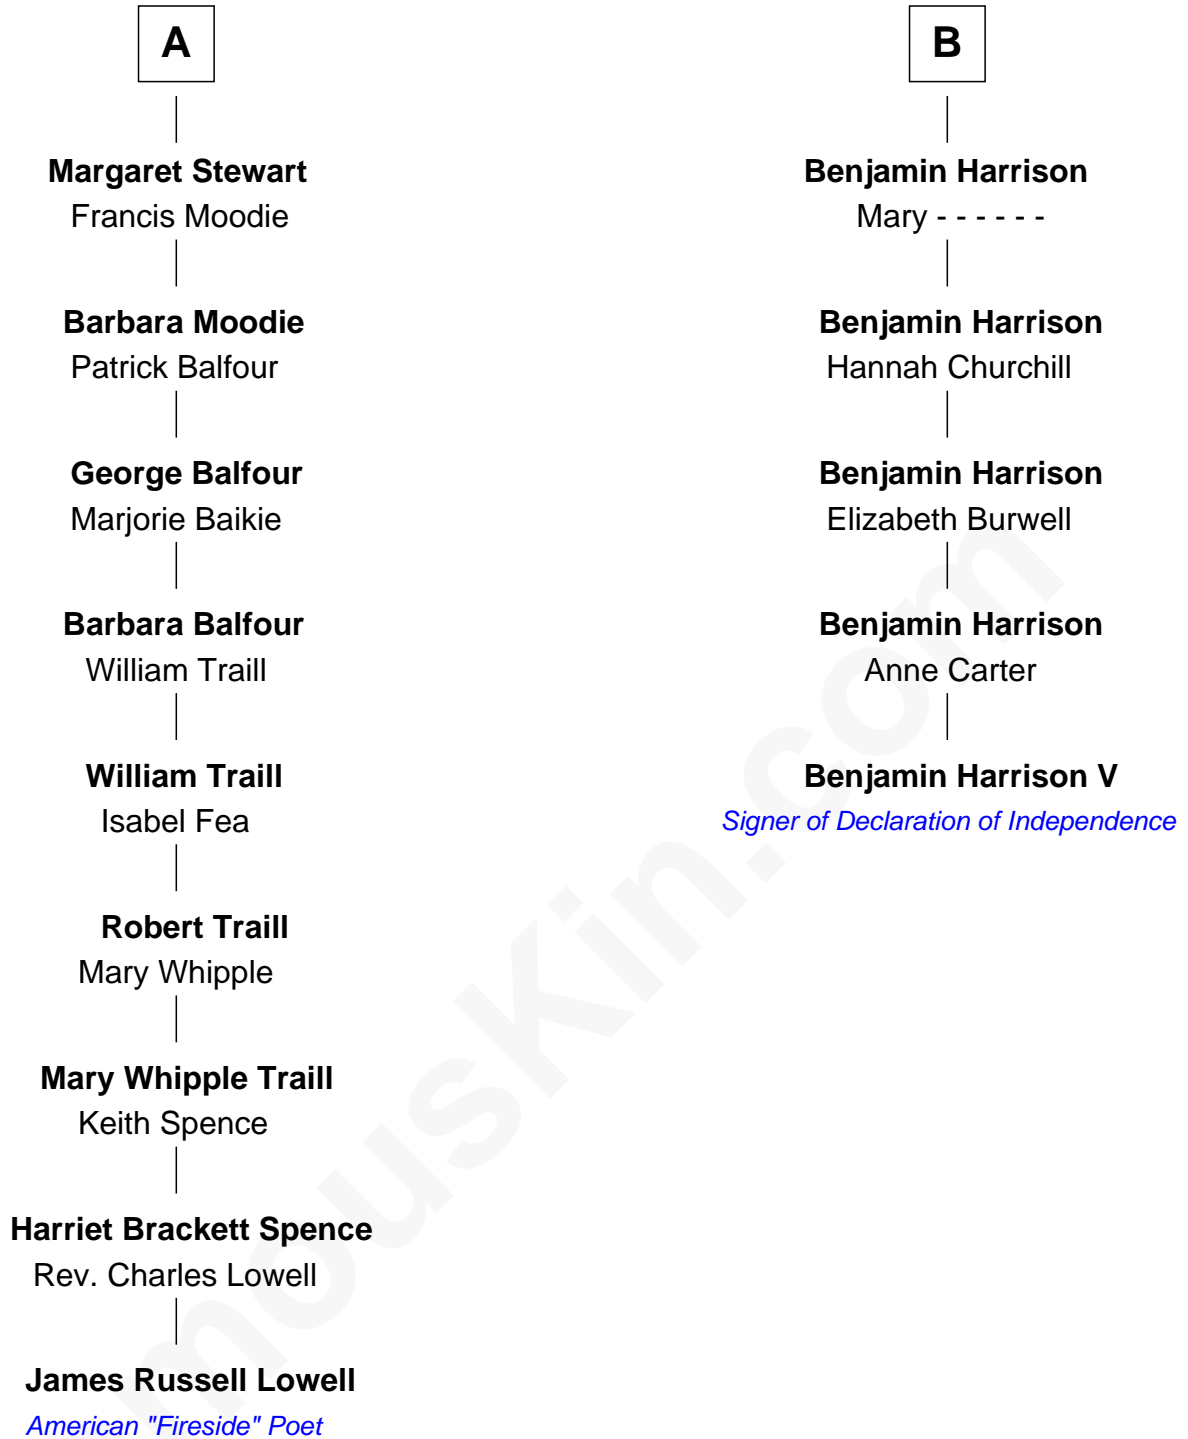 A
Margaret Stewart
Francis Moodie
Barbara Moodie
Patrick Balfour
George Balfour
Marjorie Baikie
Barbara Balfour
William Traill
William Traill
Isabel Fea
Robert Traill
Mary Whipple
Mary Whipple Traill
Keith Spence
Harriet Brackett Spence
Rev. Charles Lowell
James Russell Lowell
American "Fireside" Poet
B
Benjamin Harrison
Mary - - - - - -
Benjamin Harrison
Hannah Churchill
Benjamin Harrison
Elizabeth Burwell
Benjamin Harrison
Anne Carter
Benjamin Harrison V
Signer of Declaration of Independence
mousKin.com